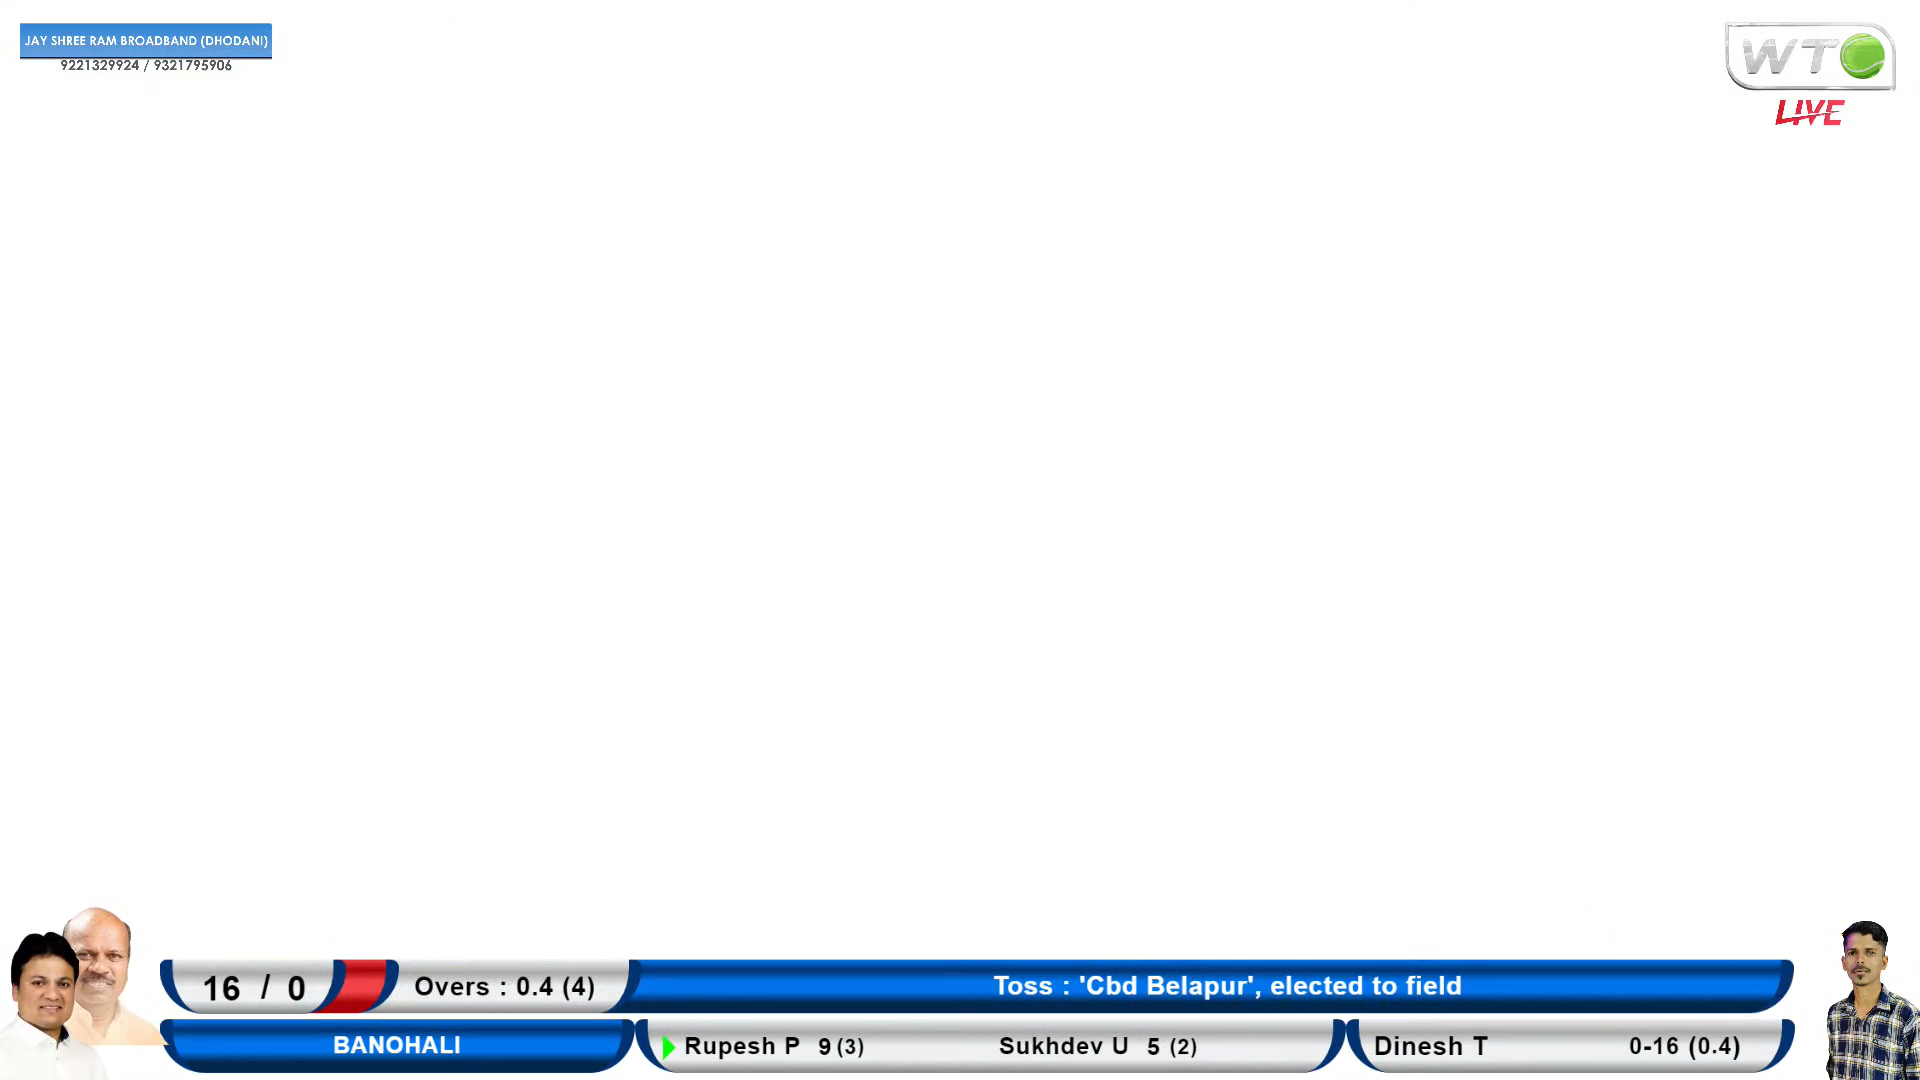 JAY SHREE RAM BROADBAND (DHODANI)
9221329924 / 9321795906
WT
LIVE
16 / 0
Overs : 0.4 (4)
Toss : 'Cbd Belapur', elected to field
BANOHALI
Rupesh P 9 (3)
Sukhdev U 5 (2)
Dinesh T 0-16 (0.4)